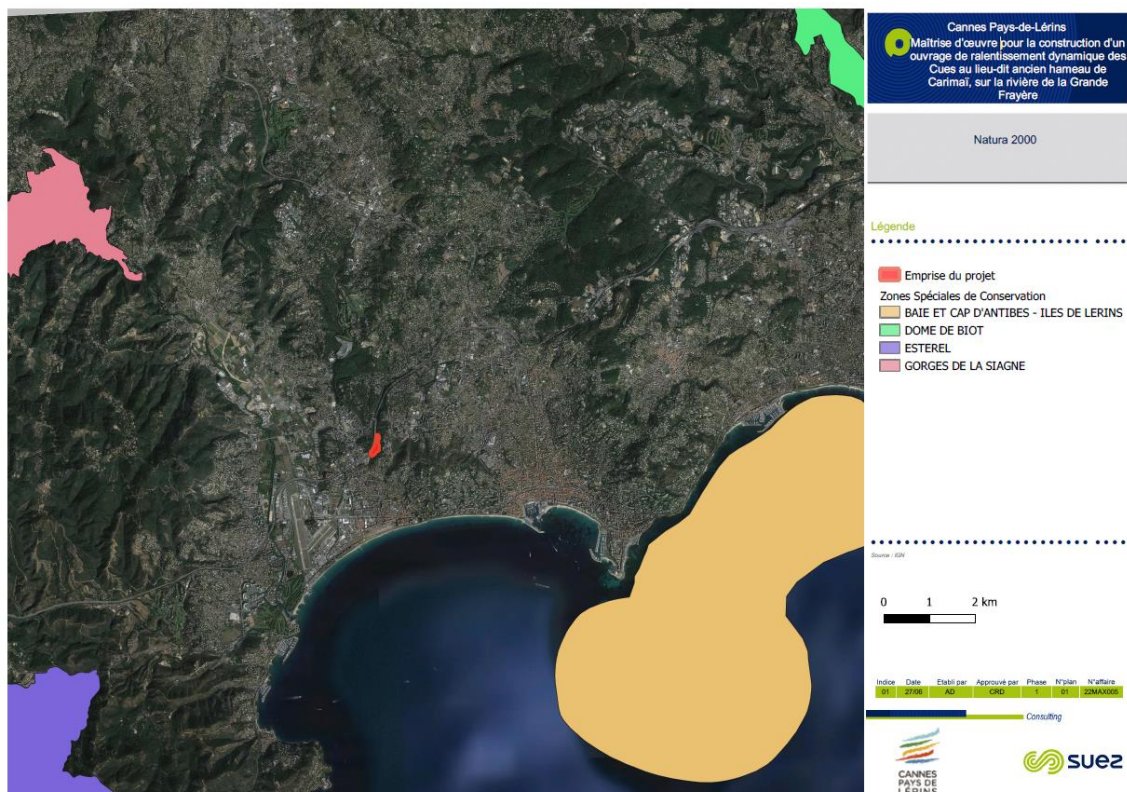 Cannes Pays-de-Lérins
Maîtrise d'œuvre pour la construction d'un
ouvrage de ralentissement dynamique des
Cues au lieu-dit ancien hameau de
Carimaï, sur la rivière de la Grande
Frayère
Natura 2000
Légende
Emprise du projet
Zones Spéciales de Conservation
BAIE ET CAP D'ANTIBES - ILES DE LERINS
DOME DE BIOT
ESTEREL
GORGES DE LA SIAGNE
Source : IGN
0 1 2 km
Indice Date Etabli par Approuvé par Phase N°plan N°affaire
01 27/06 AD CRD 1 01 22MAX005
Consulting
CANNES
PAYS DE
LÉRINS
suez